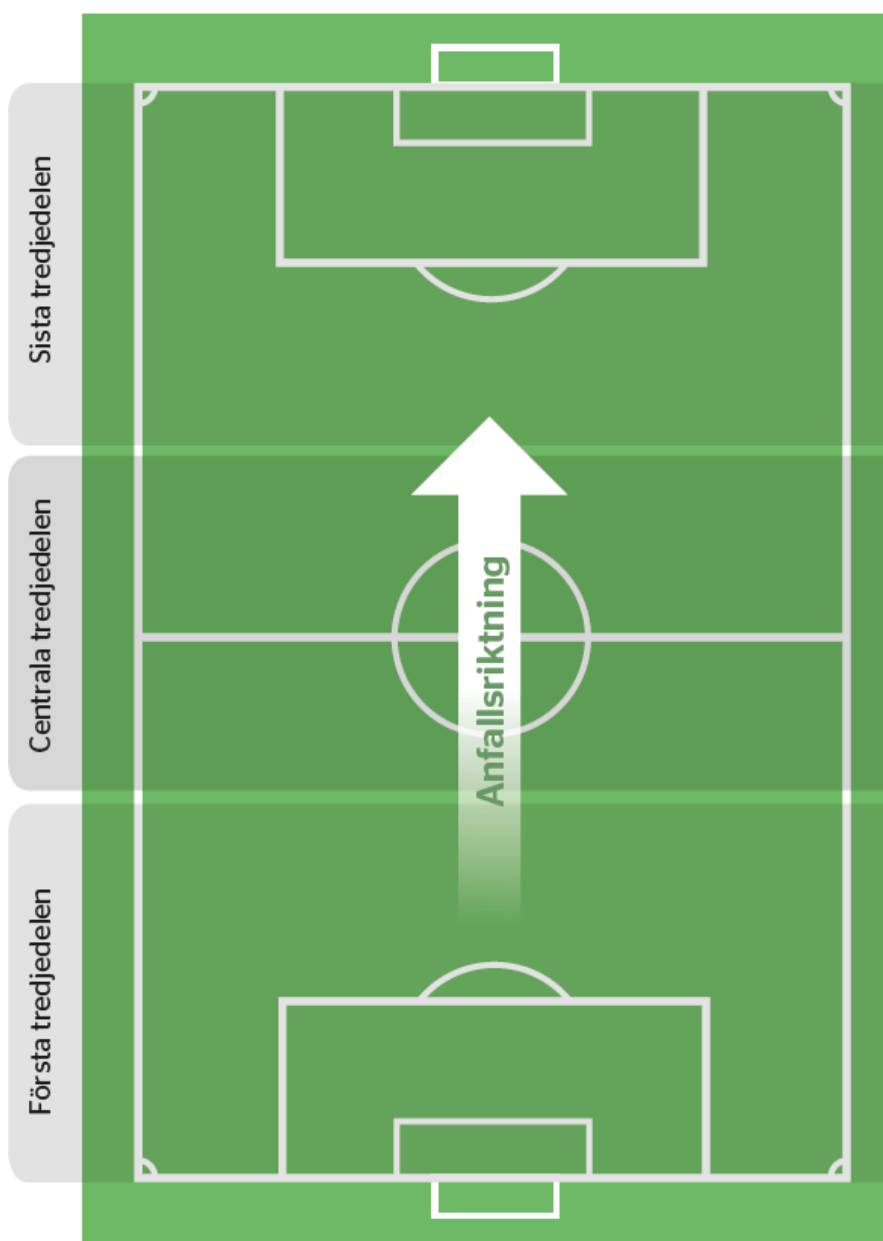 Sista tredjedelen
Centrala tredjedelen
Anfallsriktning
Första tredjedelen